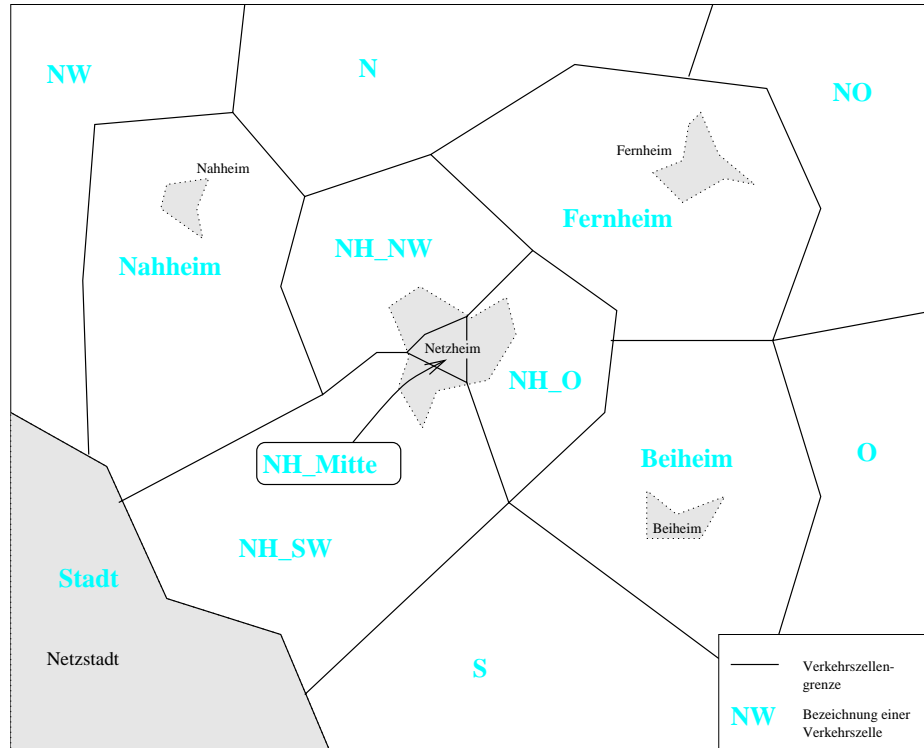 N
NW
NO
Nahheim
Fernheim
Fernheim
NH_NW
Nahheim
Netzheim
NH_O
NH_Mitte
Beiheim
O
Beiheim
NH_SW
Stadt
Netzstadt
S
Verkehrszellen-
grenze
NW
Bezeichnung einer
Verkehrszelle